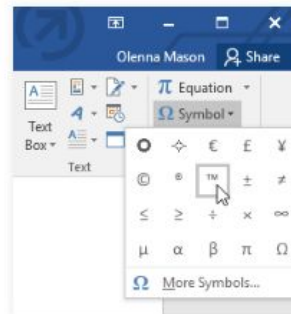 Olenna Mason Share
A
π Equation
Ω Symbol
Text
Box
Text
€ £ ¥
© ® ™ ± ≠
≤ ≥ ÷ × ∞
µ α β π Ω
Ω More Symbols...